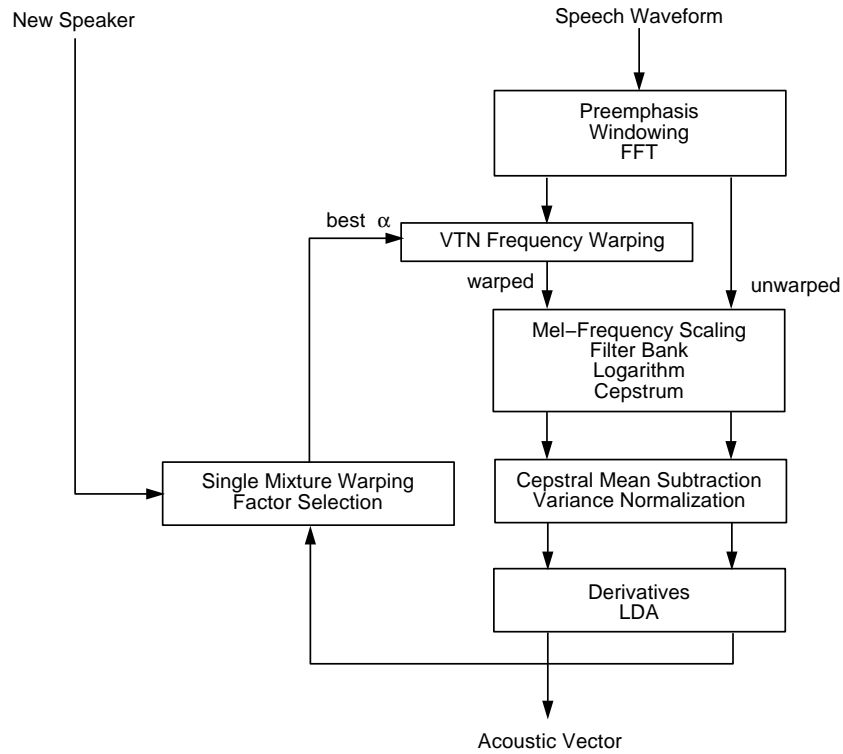 New Speaker
Speech Waveform
Preemphasis
Windowing
FFT
best α
VTN Frequency Warping
warped
unwarped
Mel−Frequency Scaling
Filter Bank
Logarithm
Cepstrum
Single Mixture Warping
Factor Selection
Cepstral Mean Subtraction
Variance Normalization
Derivatives
LDA
Acoustic Vector